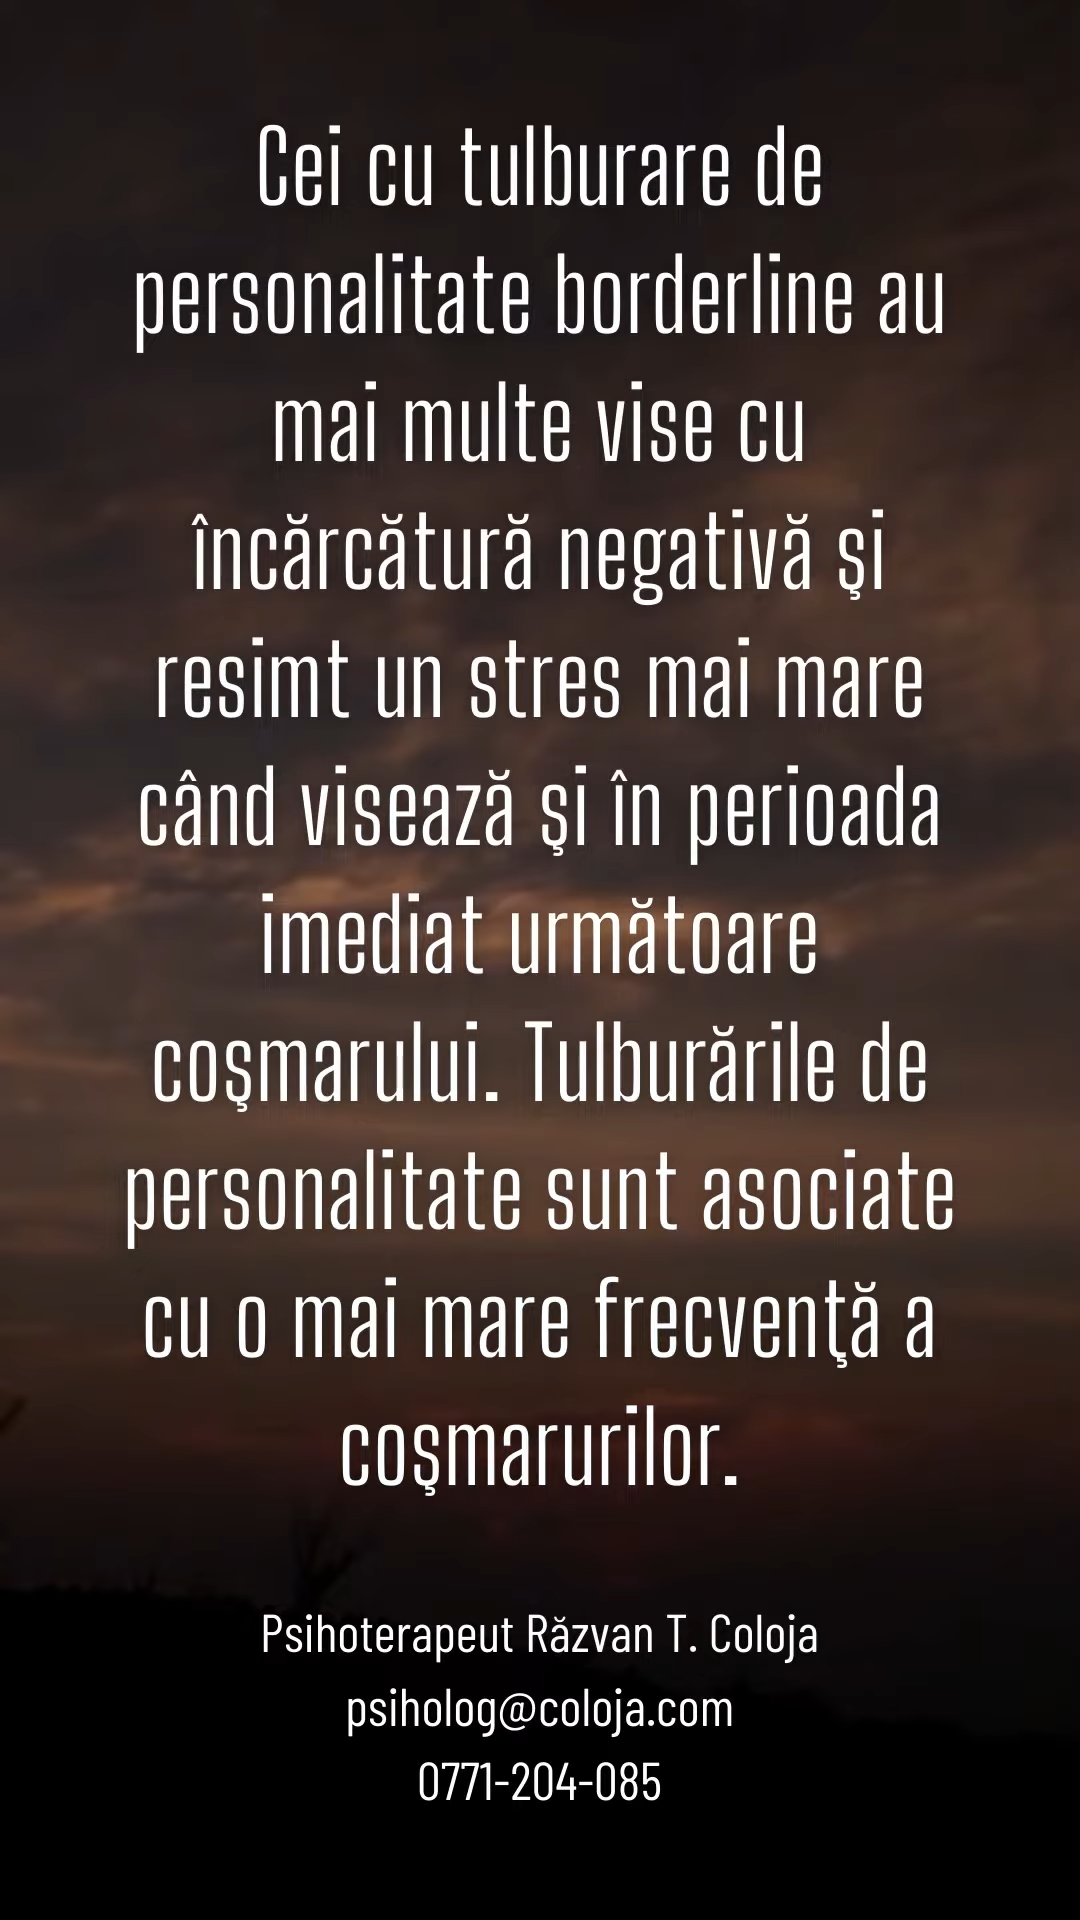 Cei cu tulburare de
personalitate borderline au
mai multe vise cu
încărcătură negativă şi
resimt un stres mai mare
când visează şi în perioada
imediat următoare
coşmarului. Tulburările de
personalitate sunt asociate
cu o mai mare frecvenţă a
coşmarurilor.
Psihoterapeut Răzvan T. Coloja
psiholog@coloja.com
0771-204-085